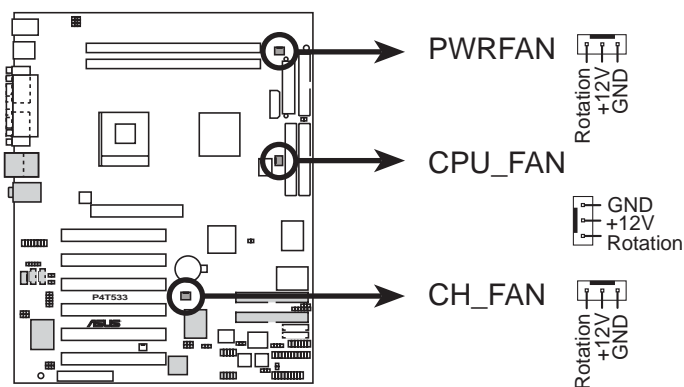 PWRFAN
Rotation
+12V
GND
CPU_FAN
GND
+12V
Rotation
P4T533
CH_FAN
ASUS
Rotation
+12V
GND